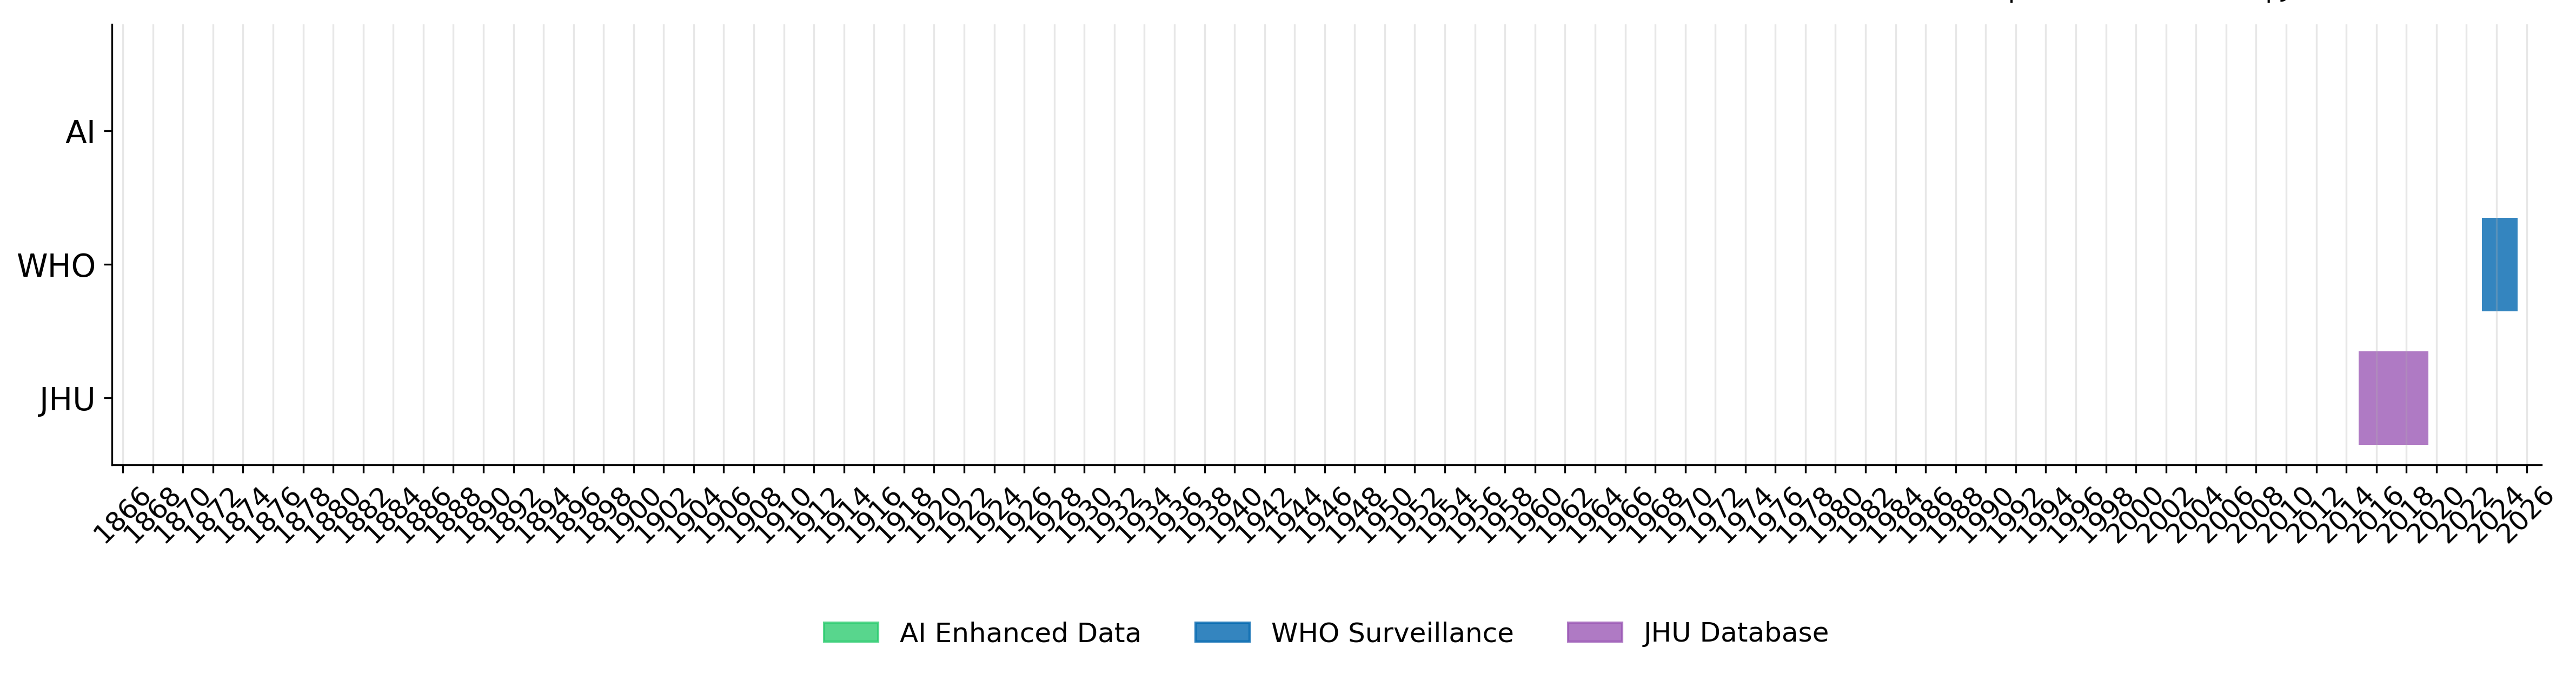 AI
WHO
JHU
1866 1868 1870 1872 1874 1876 1878 1880 1882 1884 1886 1888 1890 1892 1894 1896 1898 1900 1902 1904 1906 1908 1910 1912 1914 1916 1918 1920 1922 1924 1926 1928 1930 1932 1934 1936 1938 1940 1942 1944 1946 1948 1950 1952 1954 1956 1958 1960 1962 1964 1966 1968 1970 1972 1974 1976 1978 1980 1982 1984 1986 1988 1990 1992 1994 1996 1998 2000 2002 2004 2006 2008 2010 2012 2014 2016 2018 2020 2022 2024 2026
AI Enhanced Data WHO Surveillance JHU Database